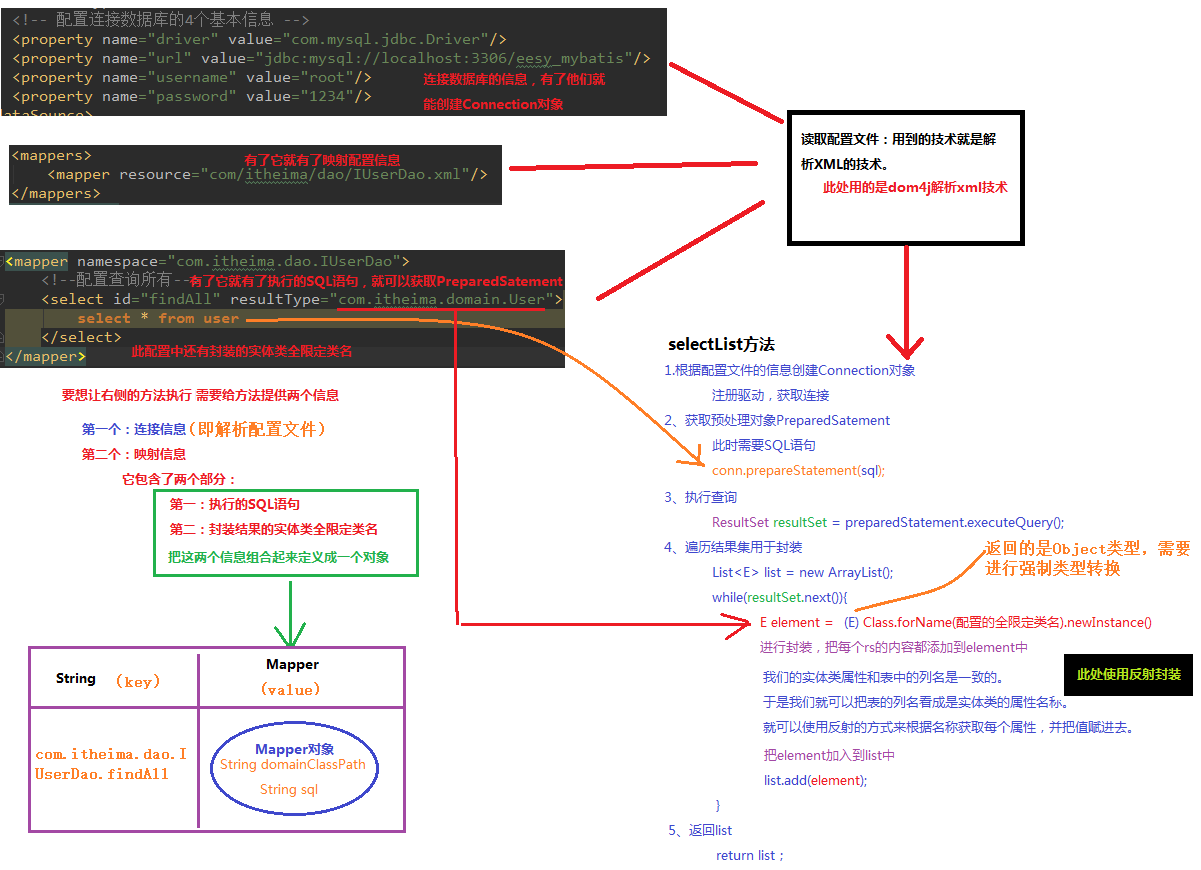 <!-- 配置连接数据库的4个基本信息 -->
<property name="driver" value="com.mysql.jdbc.Driver"/>
<property name="url" value="jdbc:mysql://localhost:3306/eesy_mybatis"/>
<property name="username" value="root"/>
<property name="password" value="1234"/>
连接数据库的信息，有了他们就
能创建Connection对象
ataSource>
<mappers>
有了它就有了映射配置信息
<mapper resource="com/itheima/dao/IUserDao.xml"/>
</mappers>
读取配置文件：用到的技术就是解
析XML的技术。
此处用的是dom4j解析xml技术
<mapper namespace="com.itheima.dao.IUserDao">
<!--配置查询所有--
有了它就有了执行的SQL语句，就可以获取PreparedSatement
<select id="findAll" resultType="com.itheima.domain.User">
select * from user
</select>
</mapper>
此配置中还有封装的实体类全限定类名
要想让右侧的方法执行 需要给方法提供两个信息
第一个：连接信息（即解析配置文件）
第二个：映射信息
它包含了两个部分：
第一：执行的SQL语句
第二：封装结果的实体类全限定类名
把这两个信息组合起来定义成一个对象
String （key）
Mapper
（value）
com.itheima.dao.I
UserDao.findAll
Mapper对象
String domainClassPath
String sql
selectList方法
1.根据配置文件的信息创建Connection对象
注册驱动，获取连接
2、获取预处理对象PreparedSatement
此时需要SQL语句
conn.prepareStatement(sql);
3、执行查询
ResultSet resultSet = preparedStatement.executeQuery();
4、遍历结果集用于封装
List<E> list = new ArrayList();
while(resultSet.next()){
返回的是Object类型，需要
进行强制类型转换
E element = (E) Class.forName(配置的全限定类名).newInstance()
进行封装，把每个rs的内容都添加到element中
此处使用反射封装
我们的实体类属性和表中的列名是一致的。
于是我们就可以把表的列名看成是实体类的属性名称。
就可以使用反射的方式来根据名称获取每个属性，并把值赋进去。
把element加入到list中
list.add(element);
}
5、返回list
return list；